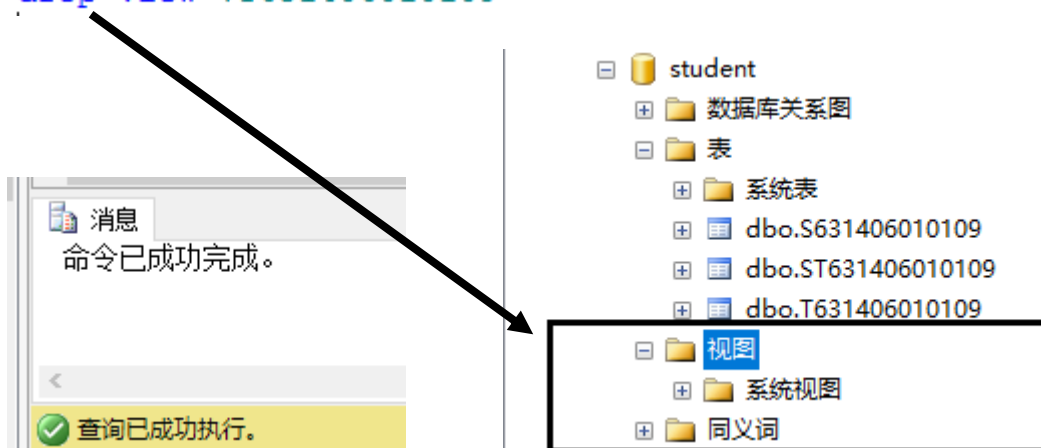 student
数据库关系图
表
系统表
dbo.S631406010109
dbo.ST631406010109
dbo.T631406010109
视图
系统视图
同义词
消息
命令已成功完成。
查询已成功执行。